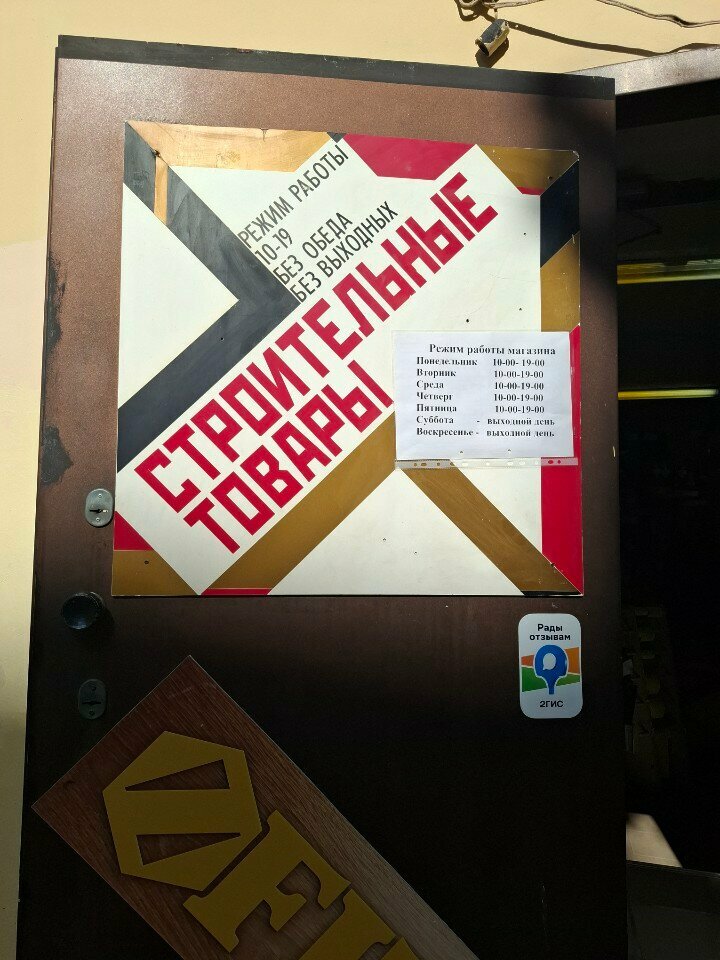 РЕЖИМ РАБОТЫ
10-19
БЕЗ ОБЕДА
БЕЗ ВЫХОДНЫХ
СТРОИТЕЛЬНЫЕ
ТОВАРЫ
Режим работы магазина
Понедельник 10-00- 19-00
Вторник 10-00-19-00
Среда 10-00-19-00
Четверг 10-00-19-00
Пятница 10-00-19-00
Суббота - выходной день
Воскресенье - выходной день
Рады
отзывам
2ГИС